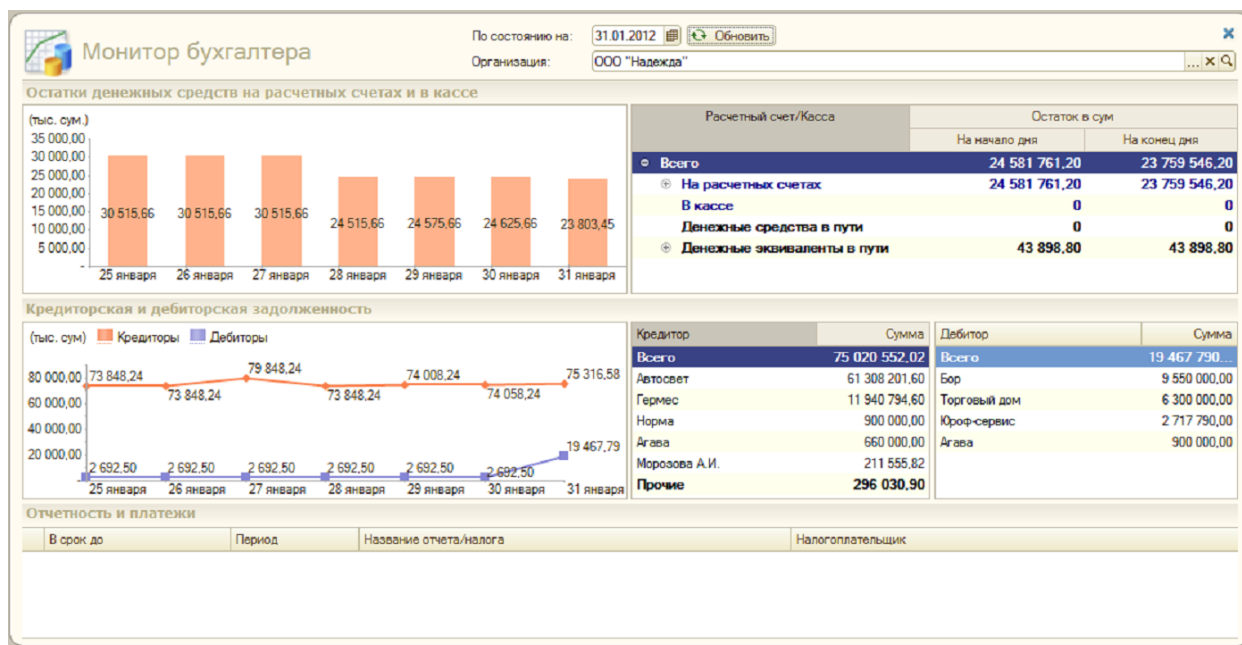 Монитор бухгалтера
По состоянию на: 31.01.2012 Обновить
Организация: ООО "Надежда" ...
Остатки денежных средств на расчетных счетах и в кассе
(тыс. сум.)
35 000,00
30 000,00
25 000,00
20 000,00
15 000,00
10 000,00
5 000,00
-
30 515,66 30 515,66 30 515,66 24 515,66 24 575,66 24 625,66 23 803,45
25 января 26 января 27 января 28 января 29 января 30 января 31 января
Расчетный счет/Касса Остаток в сум
На начало дня На конец дня
Всего 24 581 761,20 23 759 546,20
На расчетных счетах 24 581 761,20 23 759 546,20
В кассе 0 0
Денежные средства в пути 0 0
Денежные эквиваленты в пути 43 898,80 43 898,80
Кредиторская и дебиторская задолженность
(тыс. сум) Кредиторы Дебиторы
80 000,00
60 000,00
40 000,00
20 000,00
-
73 848,24 73 848,24 79 848,24 73 848,24 74 008,24 74 058,24 75 316,58
2 692,50 2 692,50 2 692,50 2 692,50 2 692,50 2 692,50 19 467,79
25 января 26 января 27 января 28 января 29 января 30 января 31 января
Кредитор Сумма
Всего 75 020 552,02
Автосвет 61 308 201,60
Гермес 11 940 794,60
Норма 900 000,00
Агава 660 000,00
Морозова А.И. 211 555,82
Прочие 296 030,90
Дебитор Сумма
Всего 19 467 790...
Бор 9 550 000,00
Торговый дом 6 300 000,00
Юроф-сервис 2 717 790,00
Агава 900 000,00
Отчетность и платежи
В срок до Период Название отчета/налога Налогоплательщик